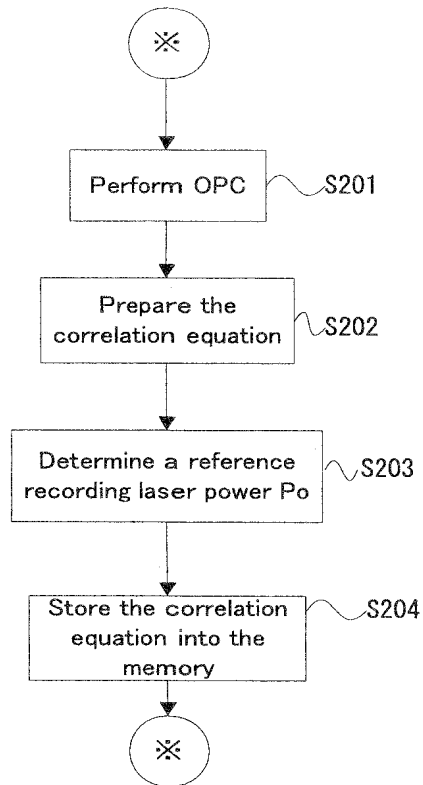 ※
Perform OPC
S201
Prepare the
correlation equation
S202
Determine a reference
recording laser power Po
S203
Store the correlation
equation into the
memory
S204
※